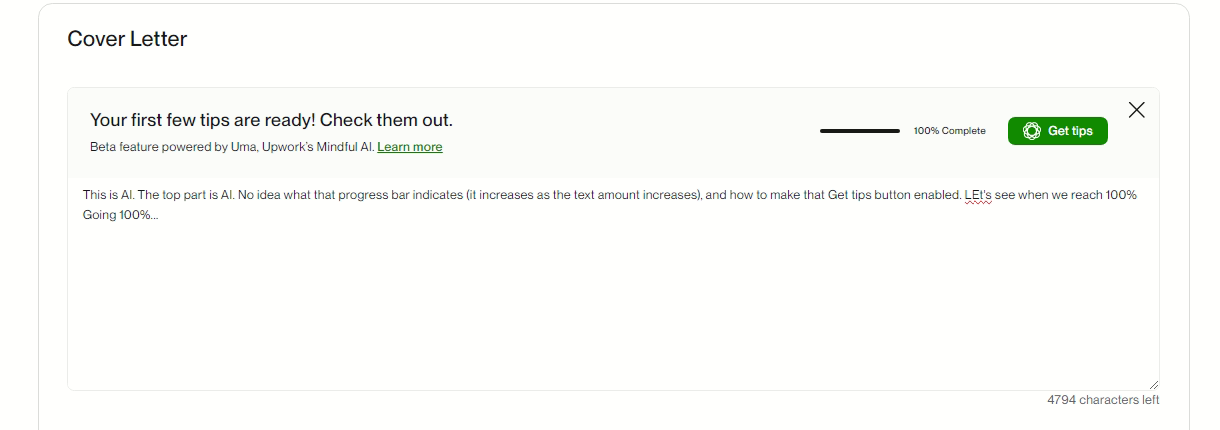 Cover Letter
Your first few tips are ready! Check them out.
Beta feature powered by Uma, Upwork's Mindful AI. Learn more
100% Complete
Get tips
This is AI. The top part is AI. No idea what that progress bar indicates (it increases as the text amount increases), and how to make that Get tips button enabled. LEt's see when we reach 100%
Going 100%...
4794 characters left